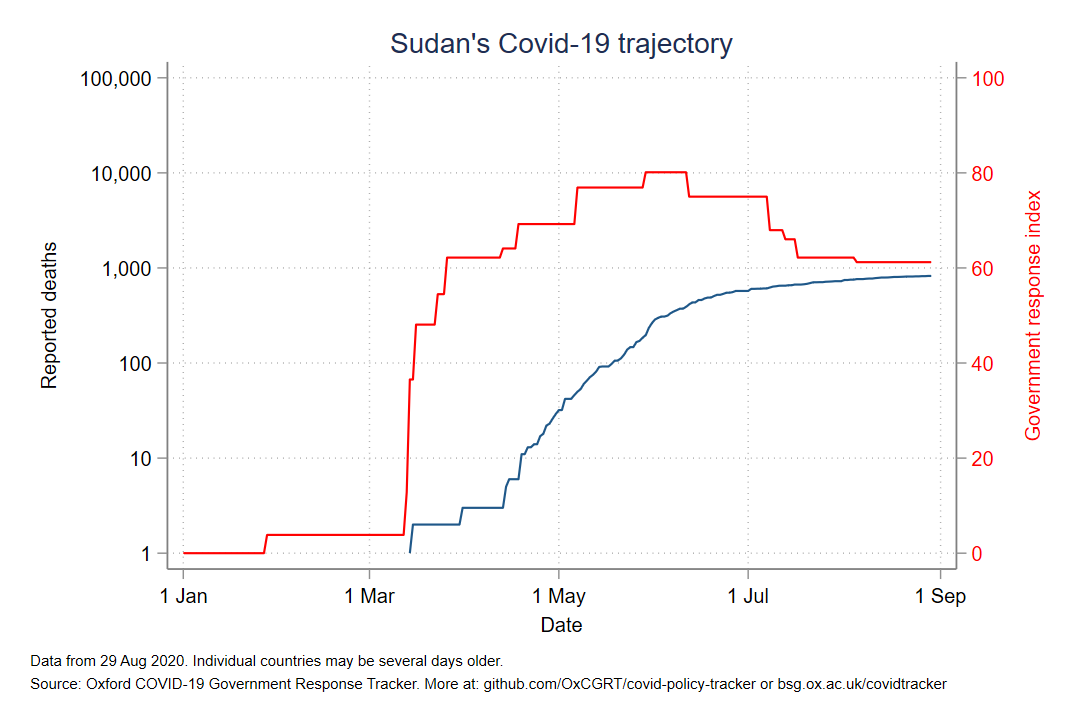 Sudan's Covid-19 trajectory
100,000
10,000
1,000
100
10
1
Reported deaths
100
80
60
40
20
0
Government response index
1 Jan
1 Mar
1 May
1 Jul
1 Sep
Date
Data from 29 Aug 2020. Individual countries may be several days older.
Source: Oxford COVID-19 Government Response Tracker. More at: github.com/OxCGRT/covid-policy-tracker or bsg.ox.ac.uk/covidtracker